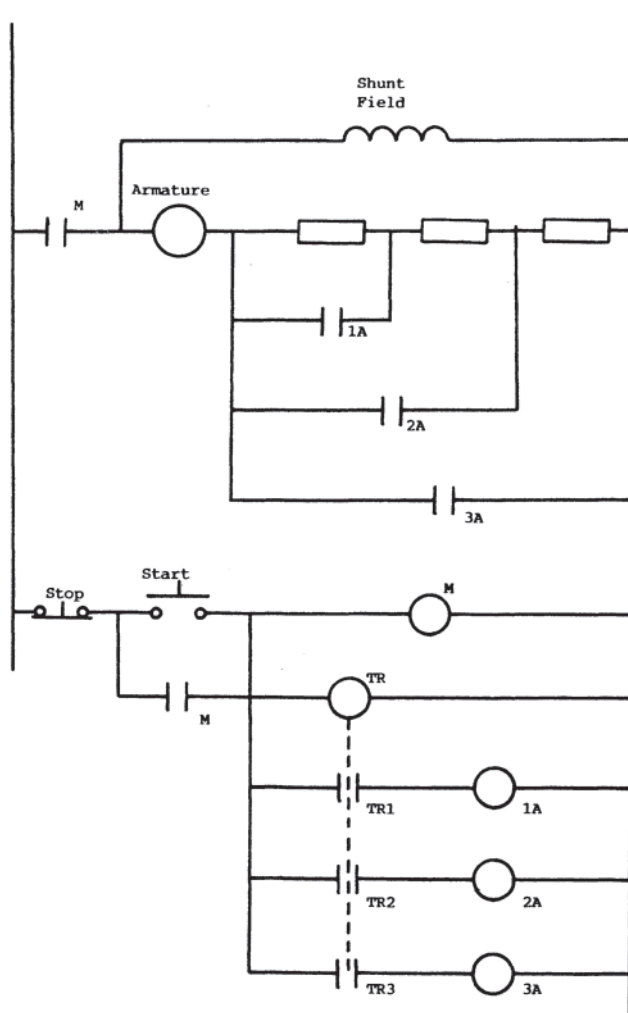 Shunt
Field
Armature
M
1A
2A
3A
Start
Stop
M
TR
M
TR1
1A
TR2
2A
TR3
3A